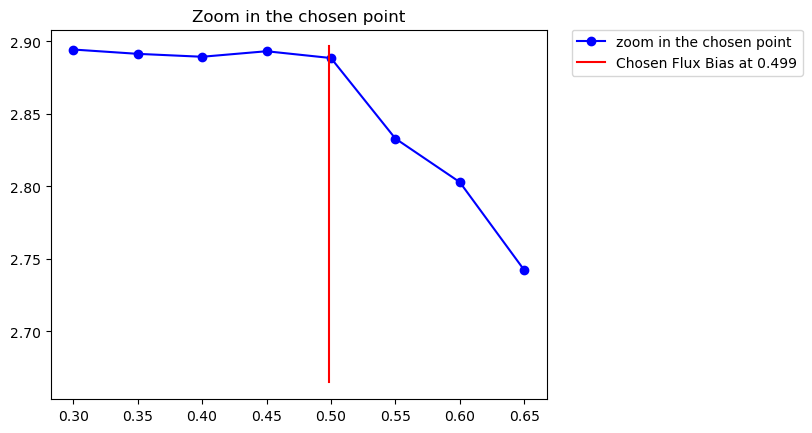 Zoom in the chosen point
zoom in the chosen point
Chosen Flux Bias at 0.499
2.90
2.85
2.80
2.75
2.70
0.30 0.35 0.40 0.45 0.50 0.55 0.60 0.65